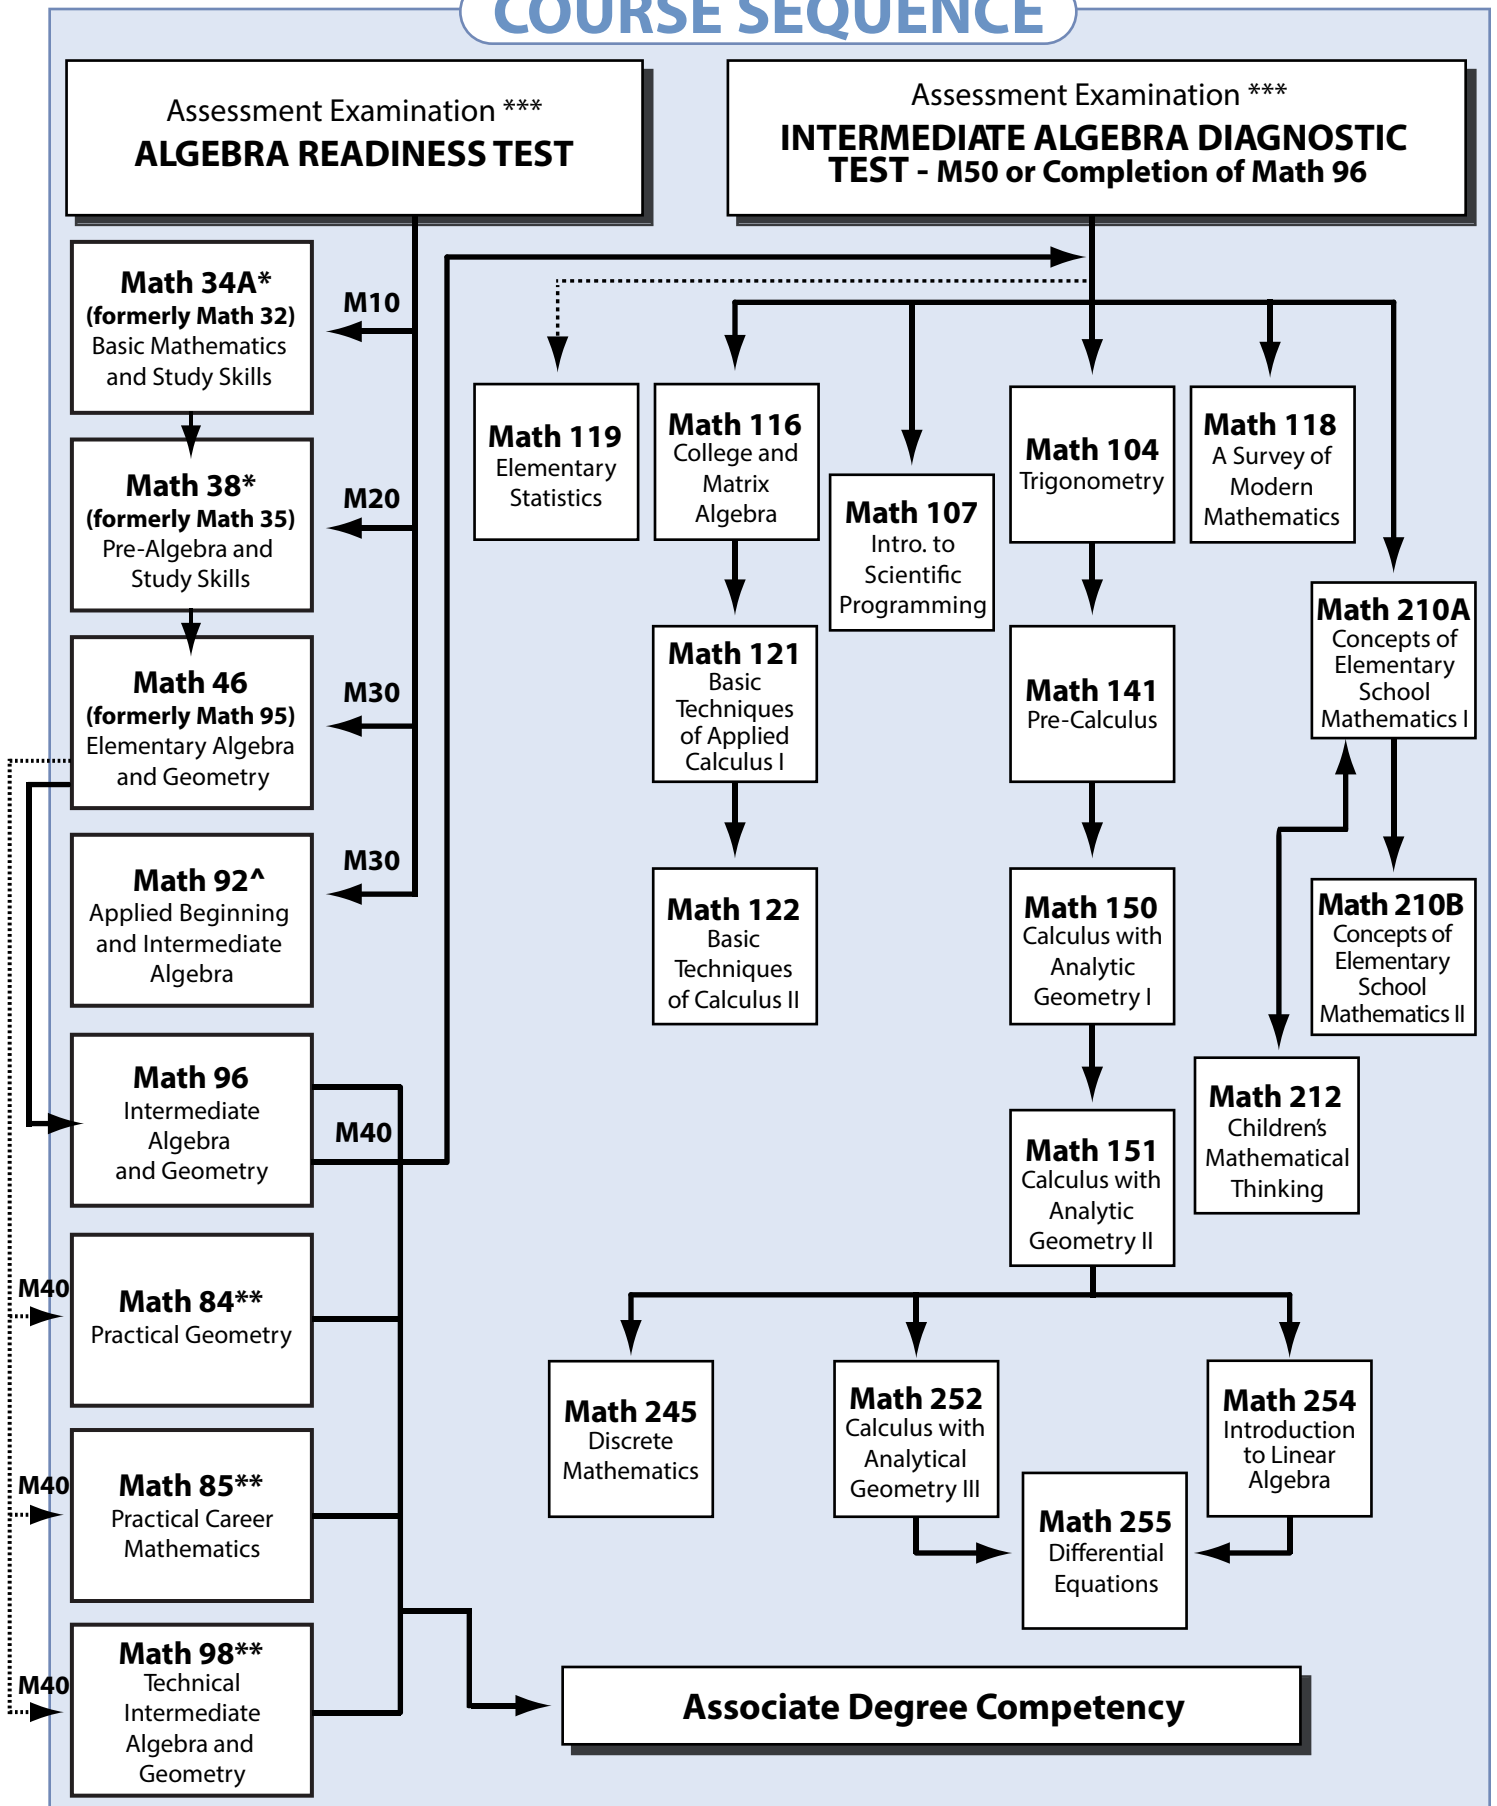 COURSE SEQUENCE
Assessment Examination ***
ALGEBRA READINESS TEST
Assessment Examination ***
INTERMEDIATE ALGEBRA DIAGNOSTIC
TEST - M50 or Completion of Math 96
Math 34A*
(formerly Math 32)
Basic Mathematics
and Study Skills
M10
Math 38*
(formerly Math 35)
Pre-Algebra and
Study Skills
M20
Math 46
(formerly Math 95)
Elementary Algebra
and Geometry
M30
Math 92^
Applied Beginning
and Intermediate
Algebra
M30
Math 96
Intermediate
Algebra
and Geometry
M40
M40
Math 84**
Practical Geometry
M40
Math 85**
Practical Career
Mathematics
M40
Math 98**
Technical
Intermediate
Algebra and
Geometry
Math 119
Elementary
Statistics
Math 116
College and
Matrix
Algebra
Math 107
Intro. to
Scientific
Programming
Math 104
Trigonometry
Math 118
A Survey of
Modern
Mathematics
Math 210A
Concepts of
Elementary
School
Mathematics I
Math 121
Basic
Techniques
of Applied
Calculus I
Math 141
Pre-Calculus
Math 122
Basic
Techniques
of Calculus II
Math 150
Calculus with
Analytic
Geometry I
Math 210B
Concepts of
Elementary
School
Mathematics II
Math 212
Children's
Mathematical
Thinking
Math 151
Calculus with
Analytic
Geometry II
Math 245
Discrete
Mathematics
Math 252
Calculus with
Analytical
Geometry III
Math 254
Introduction
to Linear
Algebra
Math 255
Differential
Equations
Associate Degree Competency